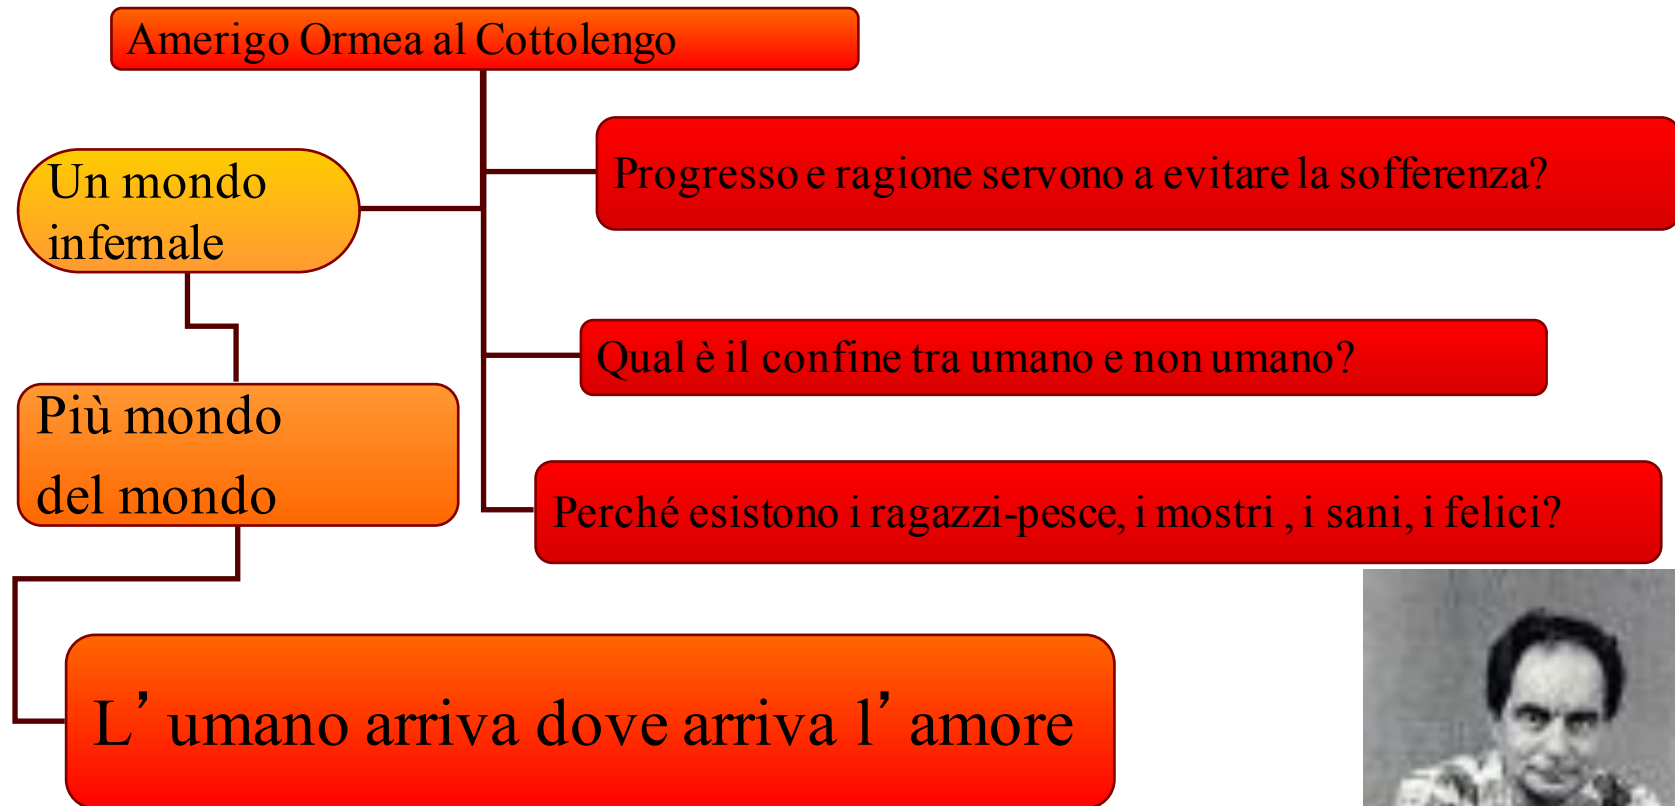 Amerigo Ormea al Cottolengo
Progresso e ragione servono a evitare la sofferenza?
Un mondo
infernale
Qual è il confine tra umano e non umano?
Più mondo
del mondo
Perché esistono i ragazzi-pesce, i mostri , i sani, i felici?
L’ umano arriva dove arriva l’ amore